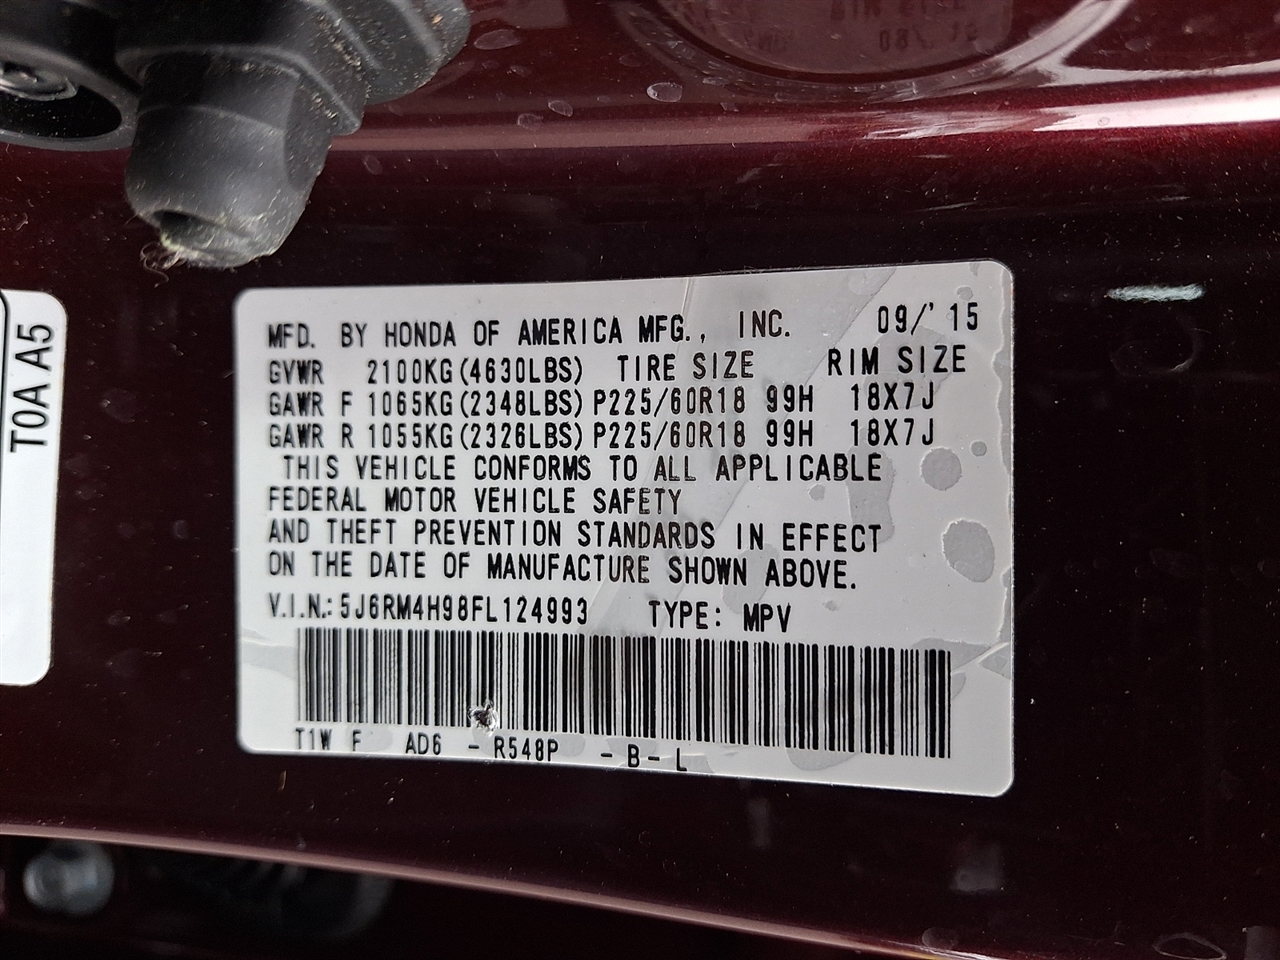 MFD. BY HONDA OF AMERICA MFG., INC. 09/'15
GVWR 2100KG(4630LBS) TIRE SIZE RIM SIZE
GAWR F 1065KG(2348LBS) P225/60R18 99H 18X7J
GAWR R 1055KG(2326LBS) P225/60R18 99H 18X7J
THIS VEHICLE CONFORMS TO ALL APPLICABLE
FEDERAL MOTOR VEHICLE SAFETY
AND THEFT PREVENTION STANDARDS IN EFFECT
ON THE DATE OF MANUFACTURE SHOWN ABOVE.
V.I.N.: 5J6RM4H98FL124993 TYPE: MPV
T1W F AD6 - R548P - B - L
T0A A5